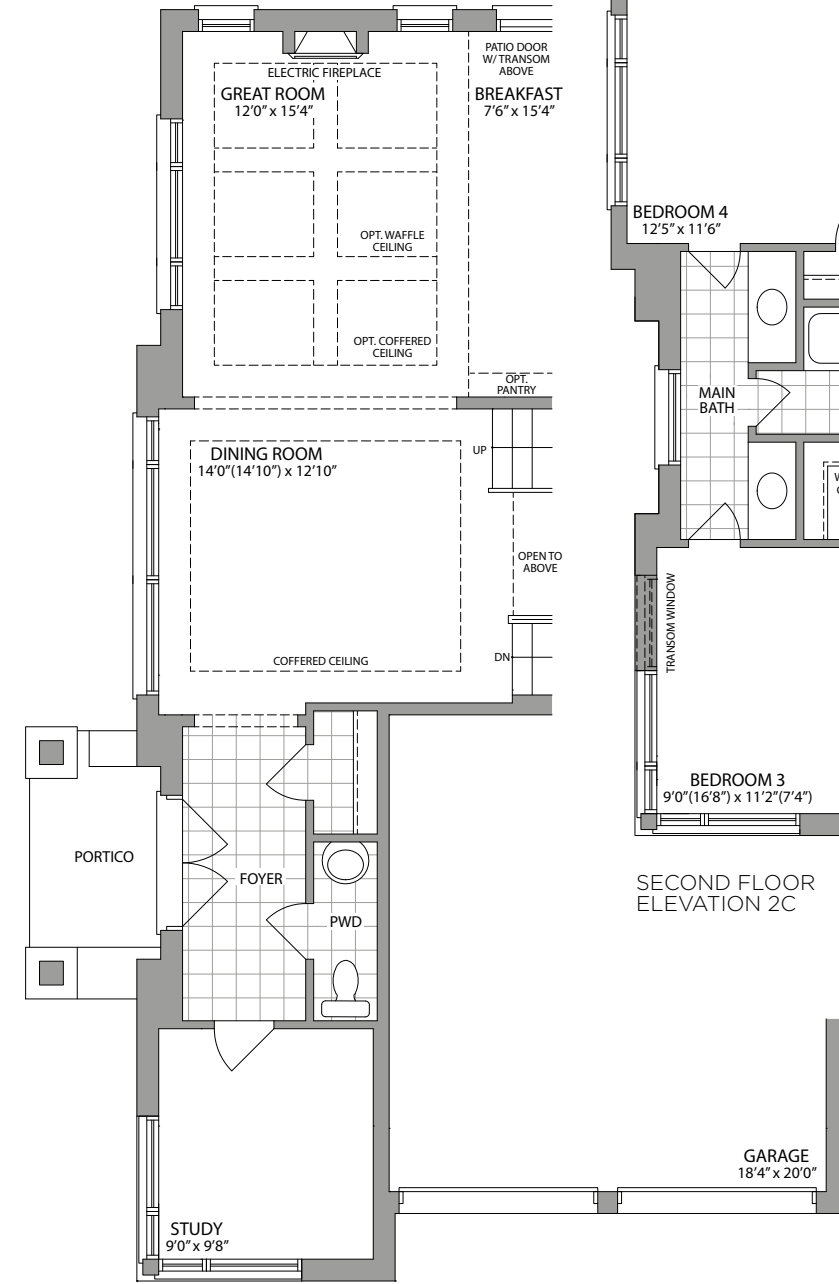 PATIO DOOR
W/ TRANSOM
ABOVE
ELECTRIC FIREPLACE
GREAT ROOM
12'0" x 15'4"
BREAKFAST
7'6" x 15'4"
OPT. WAFFLE
CEILING
OPT. COFFERED
CEILING
OPT.
PANTRY
DINING ROOM
14'0"(14'10") x 12'10"
UP
OPEN TO
ABOVE
COFFERED CEILING
DN
PORTICO
FOYER
PWD
STUDY
9'0" x 9'8"
GARAGE
18'4" x 20'0"
BEDROOM 4
12'5" x 11'6"
MAIN
BATH
TRANSOM WINDOW
BEDROOM 3
9'0"(16'8") x 11'2"(7'4")
SECOND FLOOR
ELEVATION 2C